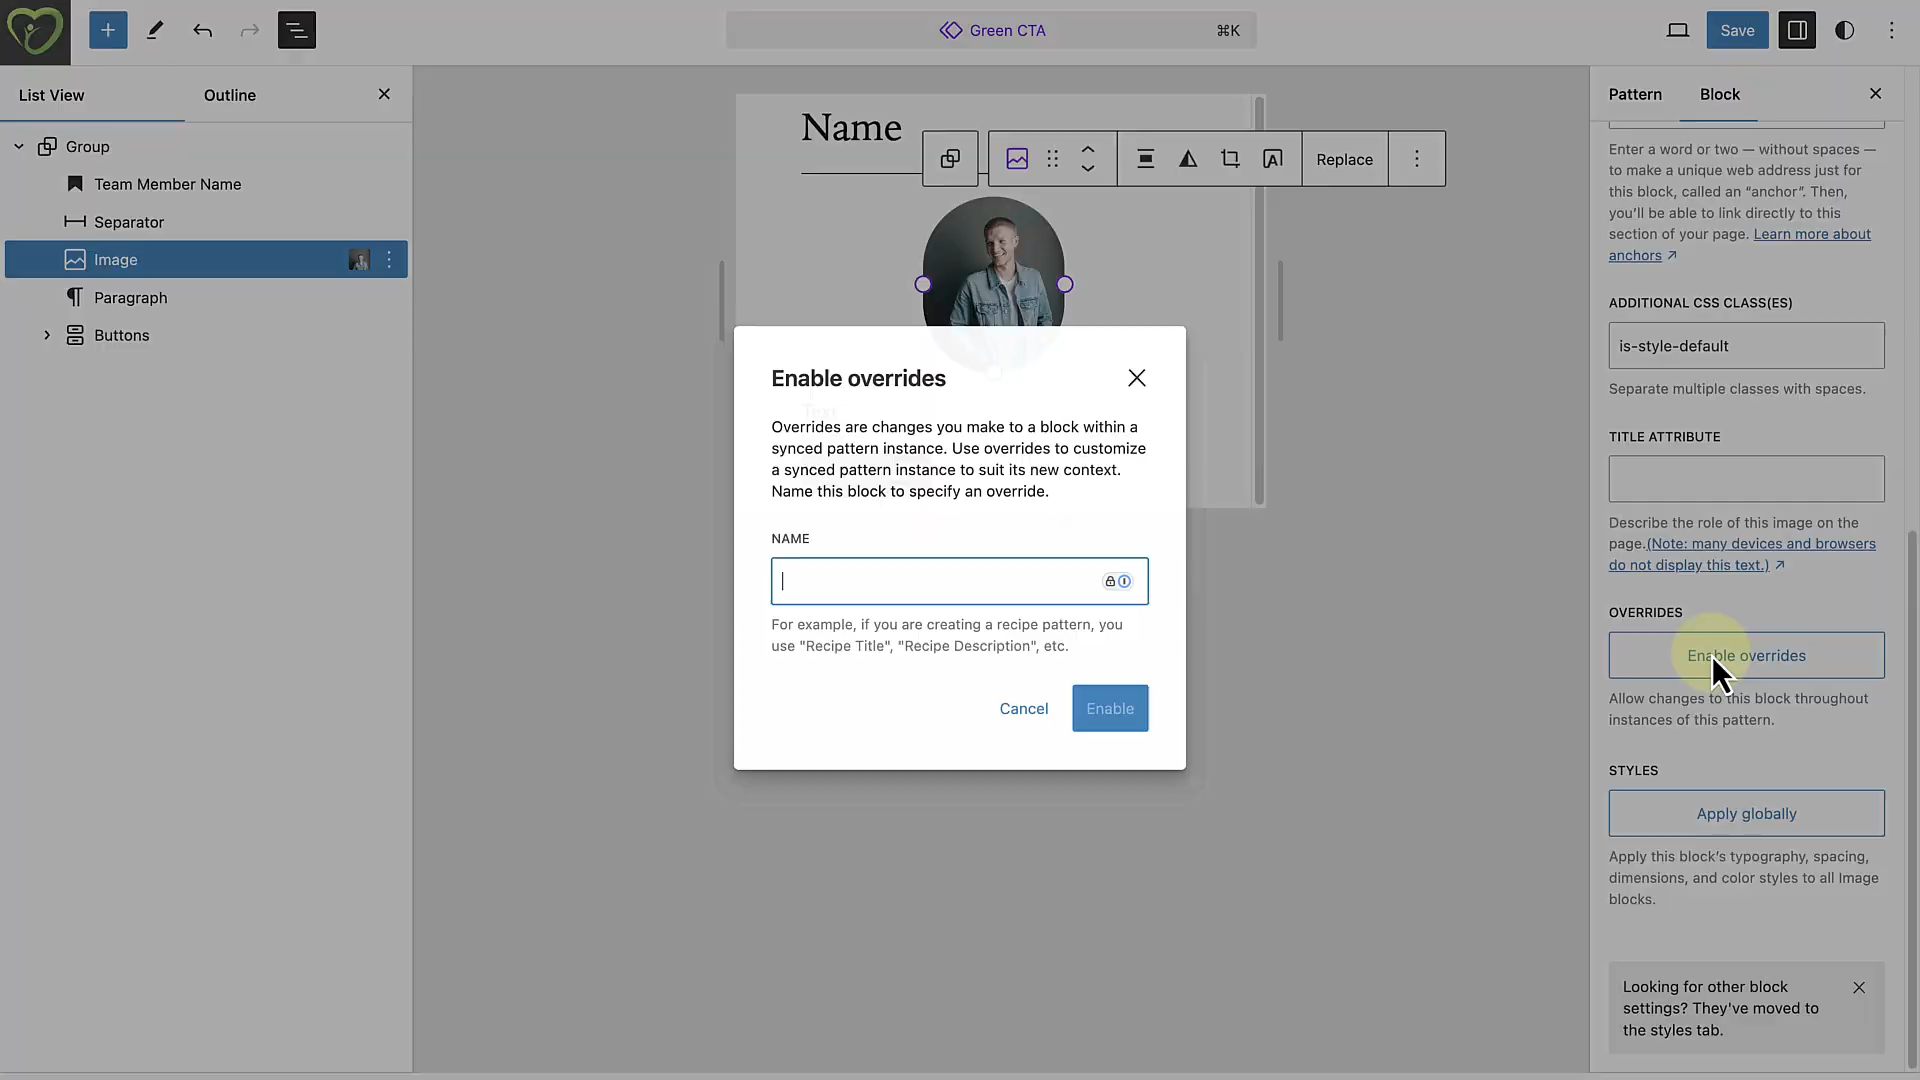 Green CTA
⌘K
Save
List View
Outline
Group
Team Member Name
Separator
Image
Paragraph
Buttons
Name
Replace
Text
Enable overrides
Overrides are changes you make to a block within a
synced pattern instance. Use overrides to customize
a synced pattern instance to suit its new context.
Name this block to specify an override.
NAME
For example, if you are creating a recipe pattern, you
use "Recipe Title", "Recipe Description", etc.
Cancel
Enable
Pattern
Block
Enter a word or two — without spaces —
to make a unique web address just for
this block, called an “anchor”. Then,
you’ll be able to link directly to this
section of your page. Learn more about
anchors ↗
ADDITIONAL CSS CLASS(ES)
is-style-default
Separate multiple classes with spaces.
TITLE ATTRIBUTE
Describe the role of this image on the
page.(Note: many devices and browsers
do not display this text.) ↗
OVERRIDES
Enable overrides
Allow changes to this block throughout
instances of this pattern.
STYLES
Apply globally
Apply this block’s typography, spacing,
dimensions, and color styles to all Image
blocks.
Looking for other block
settings? They've moved to
the styles tab.